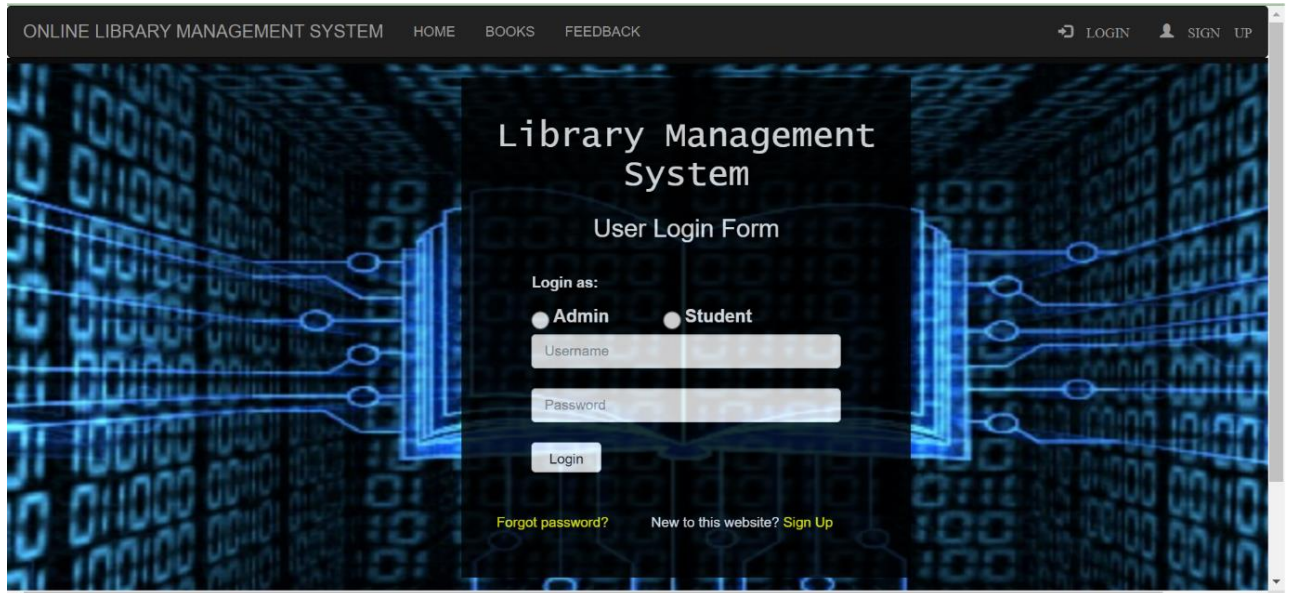 ONLINE LIBRARY MANAGEMENT SYSTEM HOME BOOKS FEEDBACK LOGIN SIGN UP
Library Management
System
User Login Form
Login as:
Admin Student
Username
Password
Login
Forgot password? New to this website? Sign Up